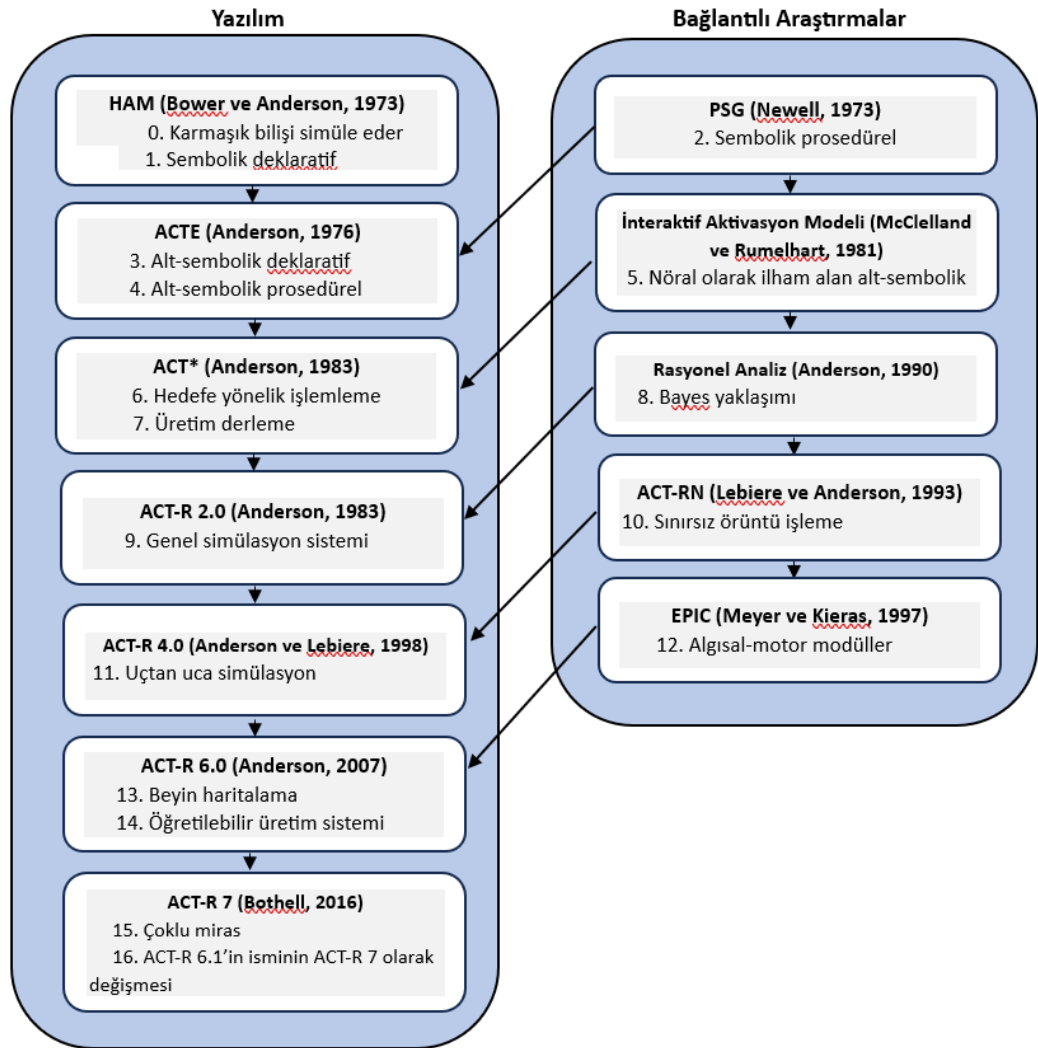 Yazılım
HAM (Bower ve Anderson, 1973)
0. Karmaşık bilişi simüle eder
1. Sembolik deklaratif
ACTE (Anderson, 1976)
3. Alt-sembolik deklaratif
4. Alt-sembolik prosedürel
ACT* (Anderson, 1983)
6. Hedefe yönelik işlemleme
7. Üretim derleme
ACT-R 2.0 (Anderson, 1983)
9. Genel simülasyon sistemi
ACT-R 4.0 (Anderson ve Lebiere, 1998)
11. Uçtan uca simülasyon
ACT-R 6.0 (Anderson, 2007)
13. Beyin haritalama
14. Öğretilebilir üretim sistemi
ACT-R 7 (Bothell, 2016)
15. Çoklu miras
16. ACT-R 6.1’in isminin ACT-R 7 olarak
değişmesi
Bağlantılı Araştırmalar
PSG (Newell, 1973)
2. Sembolik prosedürel
İnteraktif Aktivasyon Modeli (McClelland
ve Rumelhart, 1981)
5. Nöral olarak ilham alan alt-sembolik
Rasyonel Analiz (Anderson, 1990)
8. Bayes yaklaşımı
ACT-RN (Lebiere ve Anderson, 1993)
10. Sınırsız örüntü işleme
EPIC (Meyer ve Kieras, 1997)
12. Algısal-motor modüller